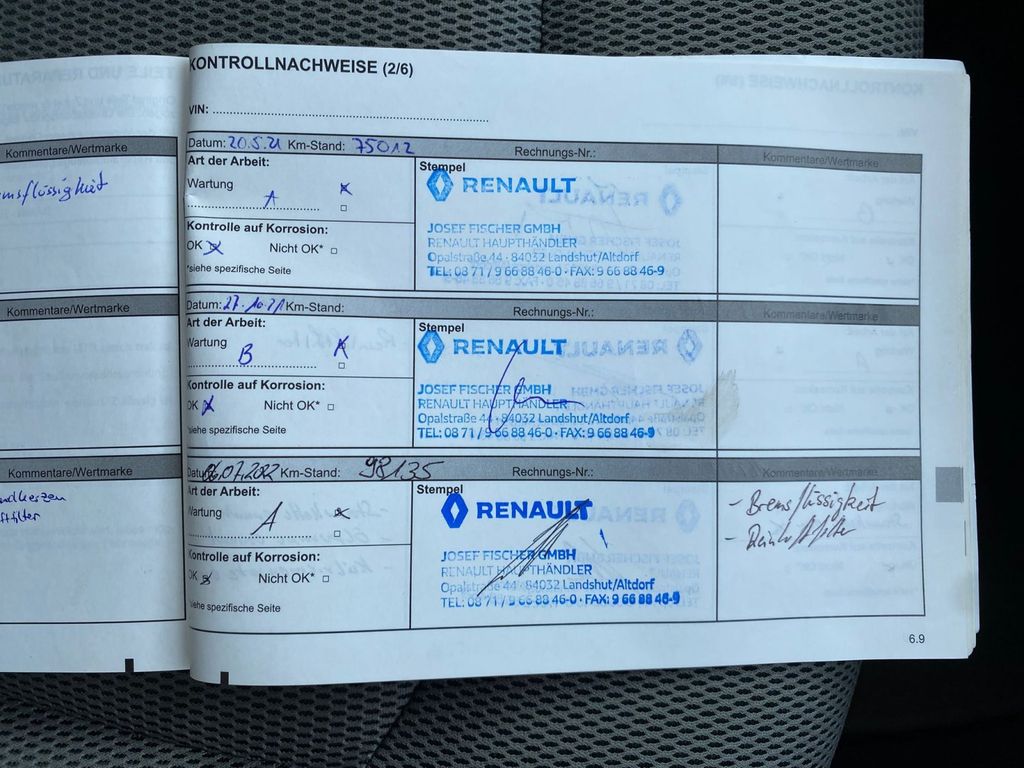 KONTROLLNACHWEISE (2/6)
VIN:
Kommentare/Wertmarke
Datum: 20.5.21 Km-Stand: 75012 Rechnungs-Nr.: Kommentare/Wertmarke
Art der Arbeit:
Wartung
A
Kontrolle auf Korrosion:
OK Nicht OK*
*siehe spezifische Seite
Stempel
RENAULT
JOSEF FISCHER GMBH
RENAULT HAUPTHÄNDLER
Opalstraße 44 · 84032 Landshut/Altdorf
TEL: 08 71 / 9 66 88 46-0 · FAX: 9 66 88 46-9
Kommentare/Wertmarke
Datum: 27.10.21 Km-Stand: Rechnungs-Nr.: Kommentare/Wertmarke
Art der Arbeit:
Wartung
B
Kontrolle auf Korrosion:
OK Nicht OK*
*siehe spezifische Seite
Stempel
RENAULT
JOSEF FISCHER GMBH
RENAULT HAUPTHÄNDLER
Opalstraße 44 · 84032 Landshut/Altdorf
TEL: 08 71 / 9 66 88 46-0 · FAX: 9 66 88 46-9
Kommentare/Wertmarke
Datum: 06.07.2022 Km-Stand: 98135 Rechnungs-Nr.: Kommentare/Wertmarke
Art der Arbeit:
Wartung
A
Kontrolle auf Korrosion:
OK Nicht OK*
*siehe spezifische Seite
Stempel
RENAULT
JOSEF FISCHER GMBH
RENAULT HAUPTHÄNDLER
Opalstraße 44 · 84032 Landshut/Altdorf
TEL: 08 71 / 9 66 88 46-0 · FAX: 9 66 88 46-9
- Bremsflüssigkeit
- Reinluftfilter
6.9